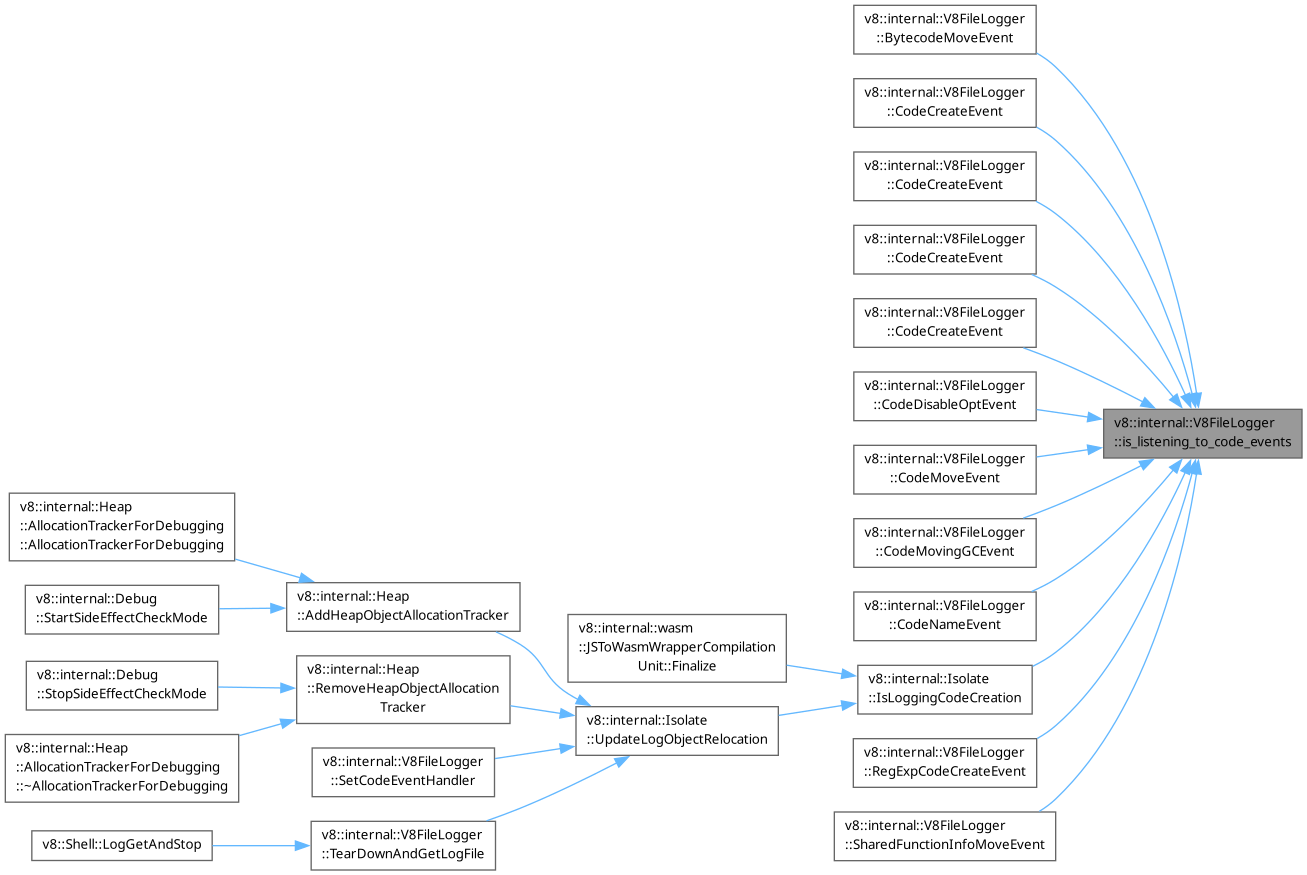 v8::internal::V8FileLogger
::BytecodeMoveEvent
v8::internal::V8FileLogger
::CodeCreateEvent
v8::internal::V8FileLogger
::CodeCreateEvent
v8::internal::V8FileLogger
::CodeCreateEvent
v8::internal::V8FileLogger
::CodeCreateEvent
v8::internal::V8FileLogger
::CodeDisableOptEvent
v8::internal::V8FileLogger
::is_listening_to_code_events
v8::internal::V8FileLogger
::CodeMoveEvent
v8::internal::V8FileLogger
::CodeMovingGCEvent
v8::internal::V8FileLogger
::CodeNameEvent
v8::internal::Heap
::AllocationTrackerForDebugging
::AllocationTrackerForDebugging
v8::internal::Debug
::StartSideEffectCheckMode
v8::internal::Heap
::AddHeapObjectAllocationTracker
v8::internal::wasm
::JSToWasmWrapperCompilation
Unit::Finalize
v8::internal::Isolate
::IsLoggingCodeCreation
v8::internal::Debug
::StopSideEffectCheckMode
v8::internal::Heap
::RemoveHeapObjectAllocation
Tracker
v8::internal::Isolate
::UpdateLogObjectRelocation
v8::internal::Heap
::AllocationTrackerForDebugging
::~AllocationTrackerForDebugging
v8::internal::V8FileLogger
::SetCodeEventHandler
v8::internal::V8FileLogger
::RegExpCodeCreateEvent
v8::Shell::LogGetAndStop
v8::internal::V8FileLogger
::TearDownAndGetLogFile
v8::internal::V8FileLogger
::SharedFunctionInfoMoveEvent